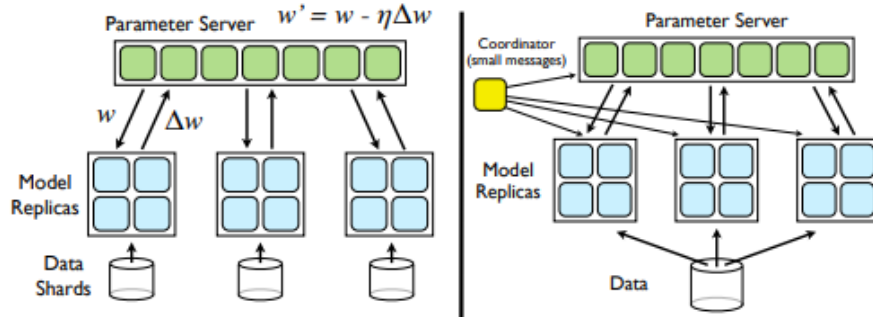 Parameter Server
w' = w - ηΔw
w
Δw
Model
Replicas
Data
Shards
Parameter Server
Coordinator
(small messages)
Model
Replicas
Data